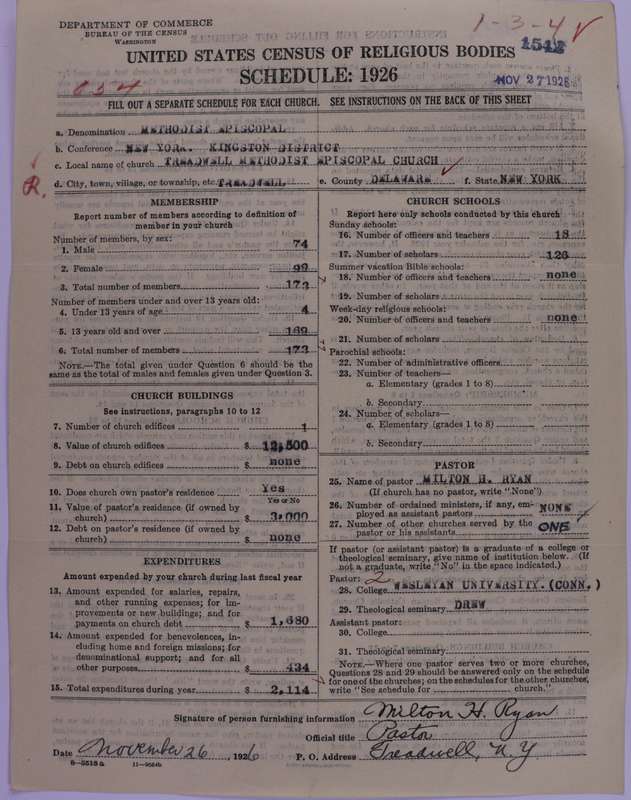 DEPARTMENT OF COMMERCE
BUREAU OF THE CENSUS
WASHINGTON
1-3-4
UNITED STATES CENSUS OF RELIGIOUS BODIES
1542
SCHEDULE: 1926
NOV 27 1926
634
FILL OUT A SEPARATE SCHEDULE FOR EACH CHURCH. SEE INSTRUCTIONS ON THE BACK OF THIS SHEET
a. Denomination METHODIST EPISCOPAL
b. Conference NEW YORK. KINGSTON DISTRICT
c. Local name of church TREADWELL METHODIST EPISCOPAL CHURCH
R.
d. City, town, village, or township, etc. TREADWELL e. County DELAWARE f. State NEW YORK
MEMBERSHIP
Report number of members according to definition of
member in your church
Number of members, by sex:
1. Male 74
2. Female 99
3. Total number of members 173
Number of members under and over 13 years old:
4. Under 13 years of age 4
5. 13 years old and over 169
6. Total number of members 173
NOTE.—The total given under Question 6 should be
same as the total of males and females given under Question 3.
CHURCH BUILDINGS
See instructions, paragraphs 10 to 12
7. Number of church edifices 1
8. Value of church edifices $ 12,500
9. Debt on church edifices $ none
10. Does church own pastor's residence Yes
Yes or No
11. Value of pastor's residence (if owned by
church) $ 3,000
12. Debt on pastor's residence (if owned by
church) $ none
EXPENDITURES
Amount expended by your church during last fiscal year
13. Amount expended for salaries, repairs,
and other running expenses; for im-
provements or new buildings; and for
payments on church debt $ 1,680
14. Amount expended for benevolences, in-
cluding home and foreign missions; for
denominational support; and for all
other purposes $ 434
15. Total expenditures during year $ 2,114
CHURCH SCHOOLS
Report here only schools conducted by this church
Sunday schools:
16. Number of officers and teachers 18
17. Number of scholars 126
Summer vacation Bible schools:
18. Number of officers and teachers none
19. Number of scholars
Week-day religious schools:
20. Number of officers and teachers none
21. Number of scholars
Parochial schools:
22. Number of administrative officers
23. Number of teachers—
a. Elementary (grades 1 to 8)
b. Secondary
24. Number of scholars—
a. Elementary (grades 1 to 8)
b. Secondary
PASTOR
25. Name of pastor MILTON H. RYAN
(If church has no pastor, write "None")
26. Number of ordained ministers, if any, em-
ployed as assistant pastors NONE
27. Number of other churches served by the
pastor or his assistants ONE
If pastor (or assistant pastor) is a graduate of a college or
theological seminary, give name of institution below. (If
not a graduate, write "No" in the space indicated.)
Pastor: 2
28. College WESLEYAN UNIVERSITY. (CONN.)
29. Theological seminary DREW
Assistant pastor:
30. College
31. Theological seminary
NOTE.—Where one pastor serves two or more churches,
Questions 28 and 29 should be answered only on the schedule
for one of the churches; on the schedules for the other churches,
write "See schedule for church."
Signature of person furnishing information Milton H. Ryan
Official title Pastor
Date November 26, 1926 P. O. Address Treadwell, N. Y